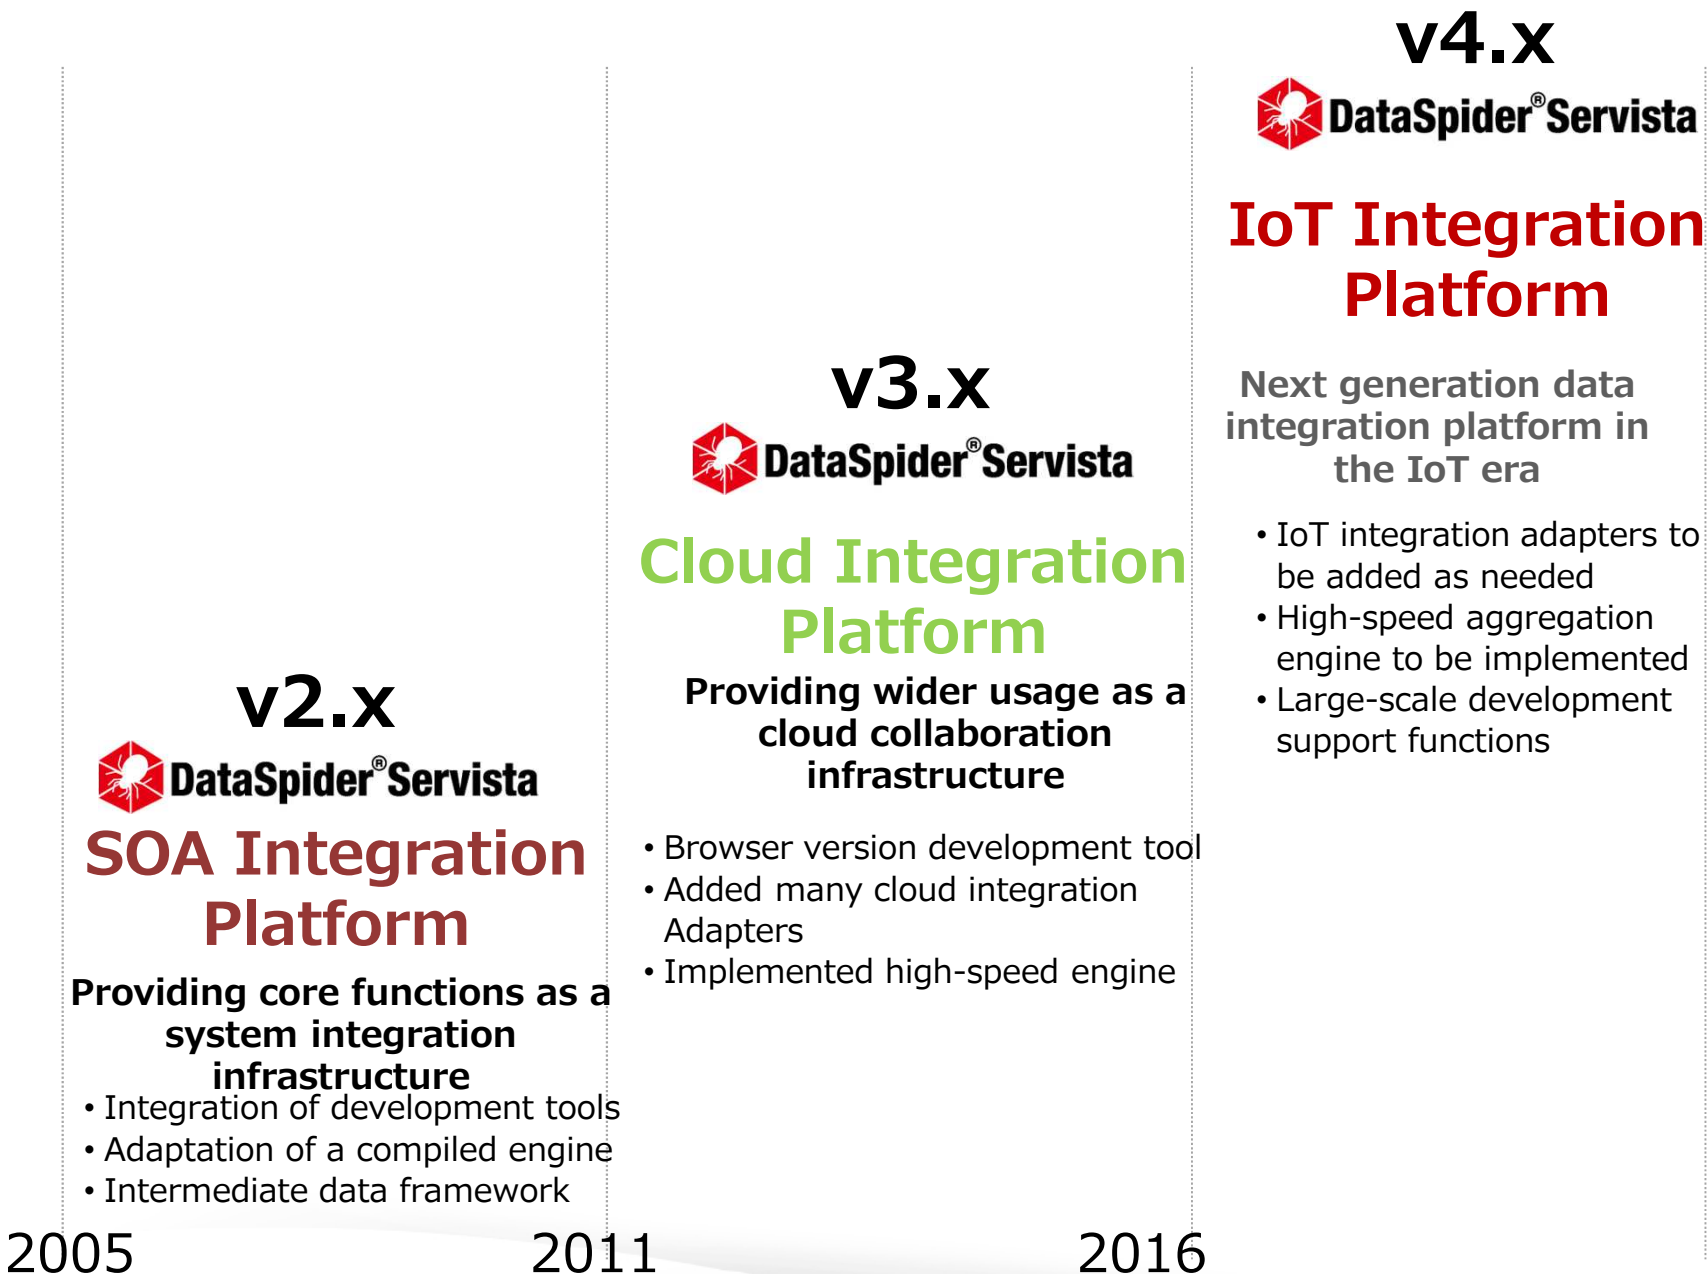 v4.x
DataSpider®Servista
IoT Integration
Platform
Next generation data
integration platform in
the IoT era
• IoT integration adapters to
be added as needed
• High-speed aggregation
engine to be implemented
• Large-scale development
support functions
v3.x
DataSpider®Servista
Cloud Integration
Platform
Providing wider usage as a
cloud collaboration
infrastructure
• Browser version development tool
• Added many cloud integration
Adapters
• Implemented high-speed engine
v2.x
DataSpider®Servista
SOA Integration
Platform
Providing core functions as a
system integration
infrastructure
• Integration of development tools
• Adaptation of a compiled engine
• Intermediate data framework
2005
2011
2016